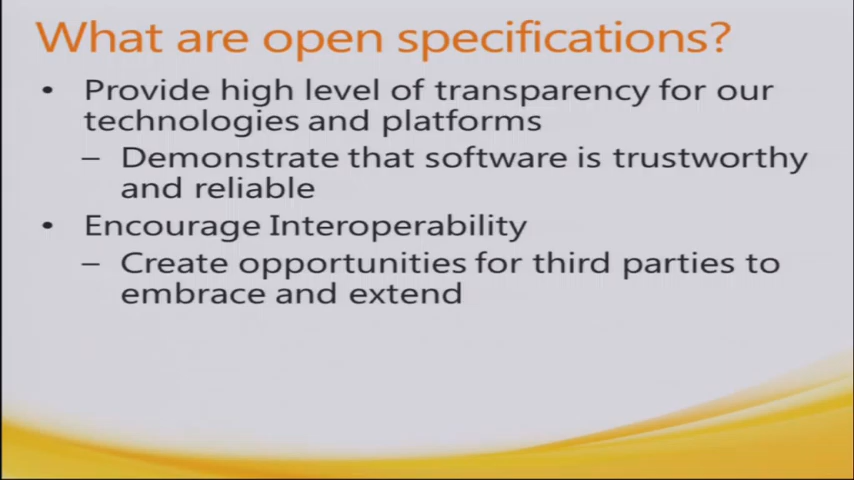 What are open specifications?
• Provide high level of transparency for our
technologies and platforms
– Demonstrate that software is trustworthy
and reliable
• Encourage Interoperability
– Create opportunities for third parties to
embrace and extend